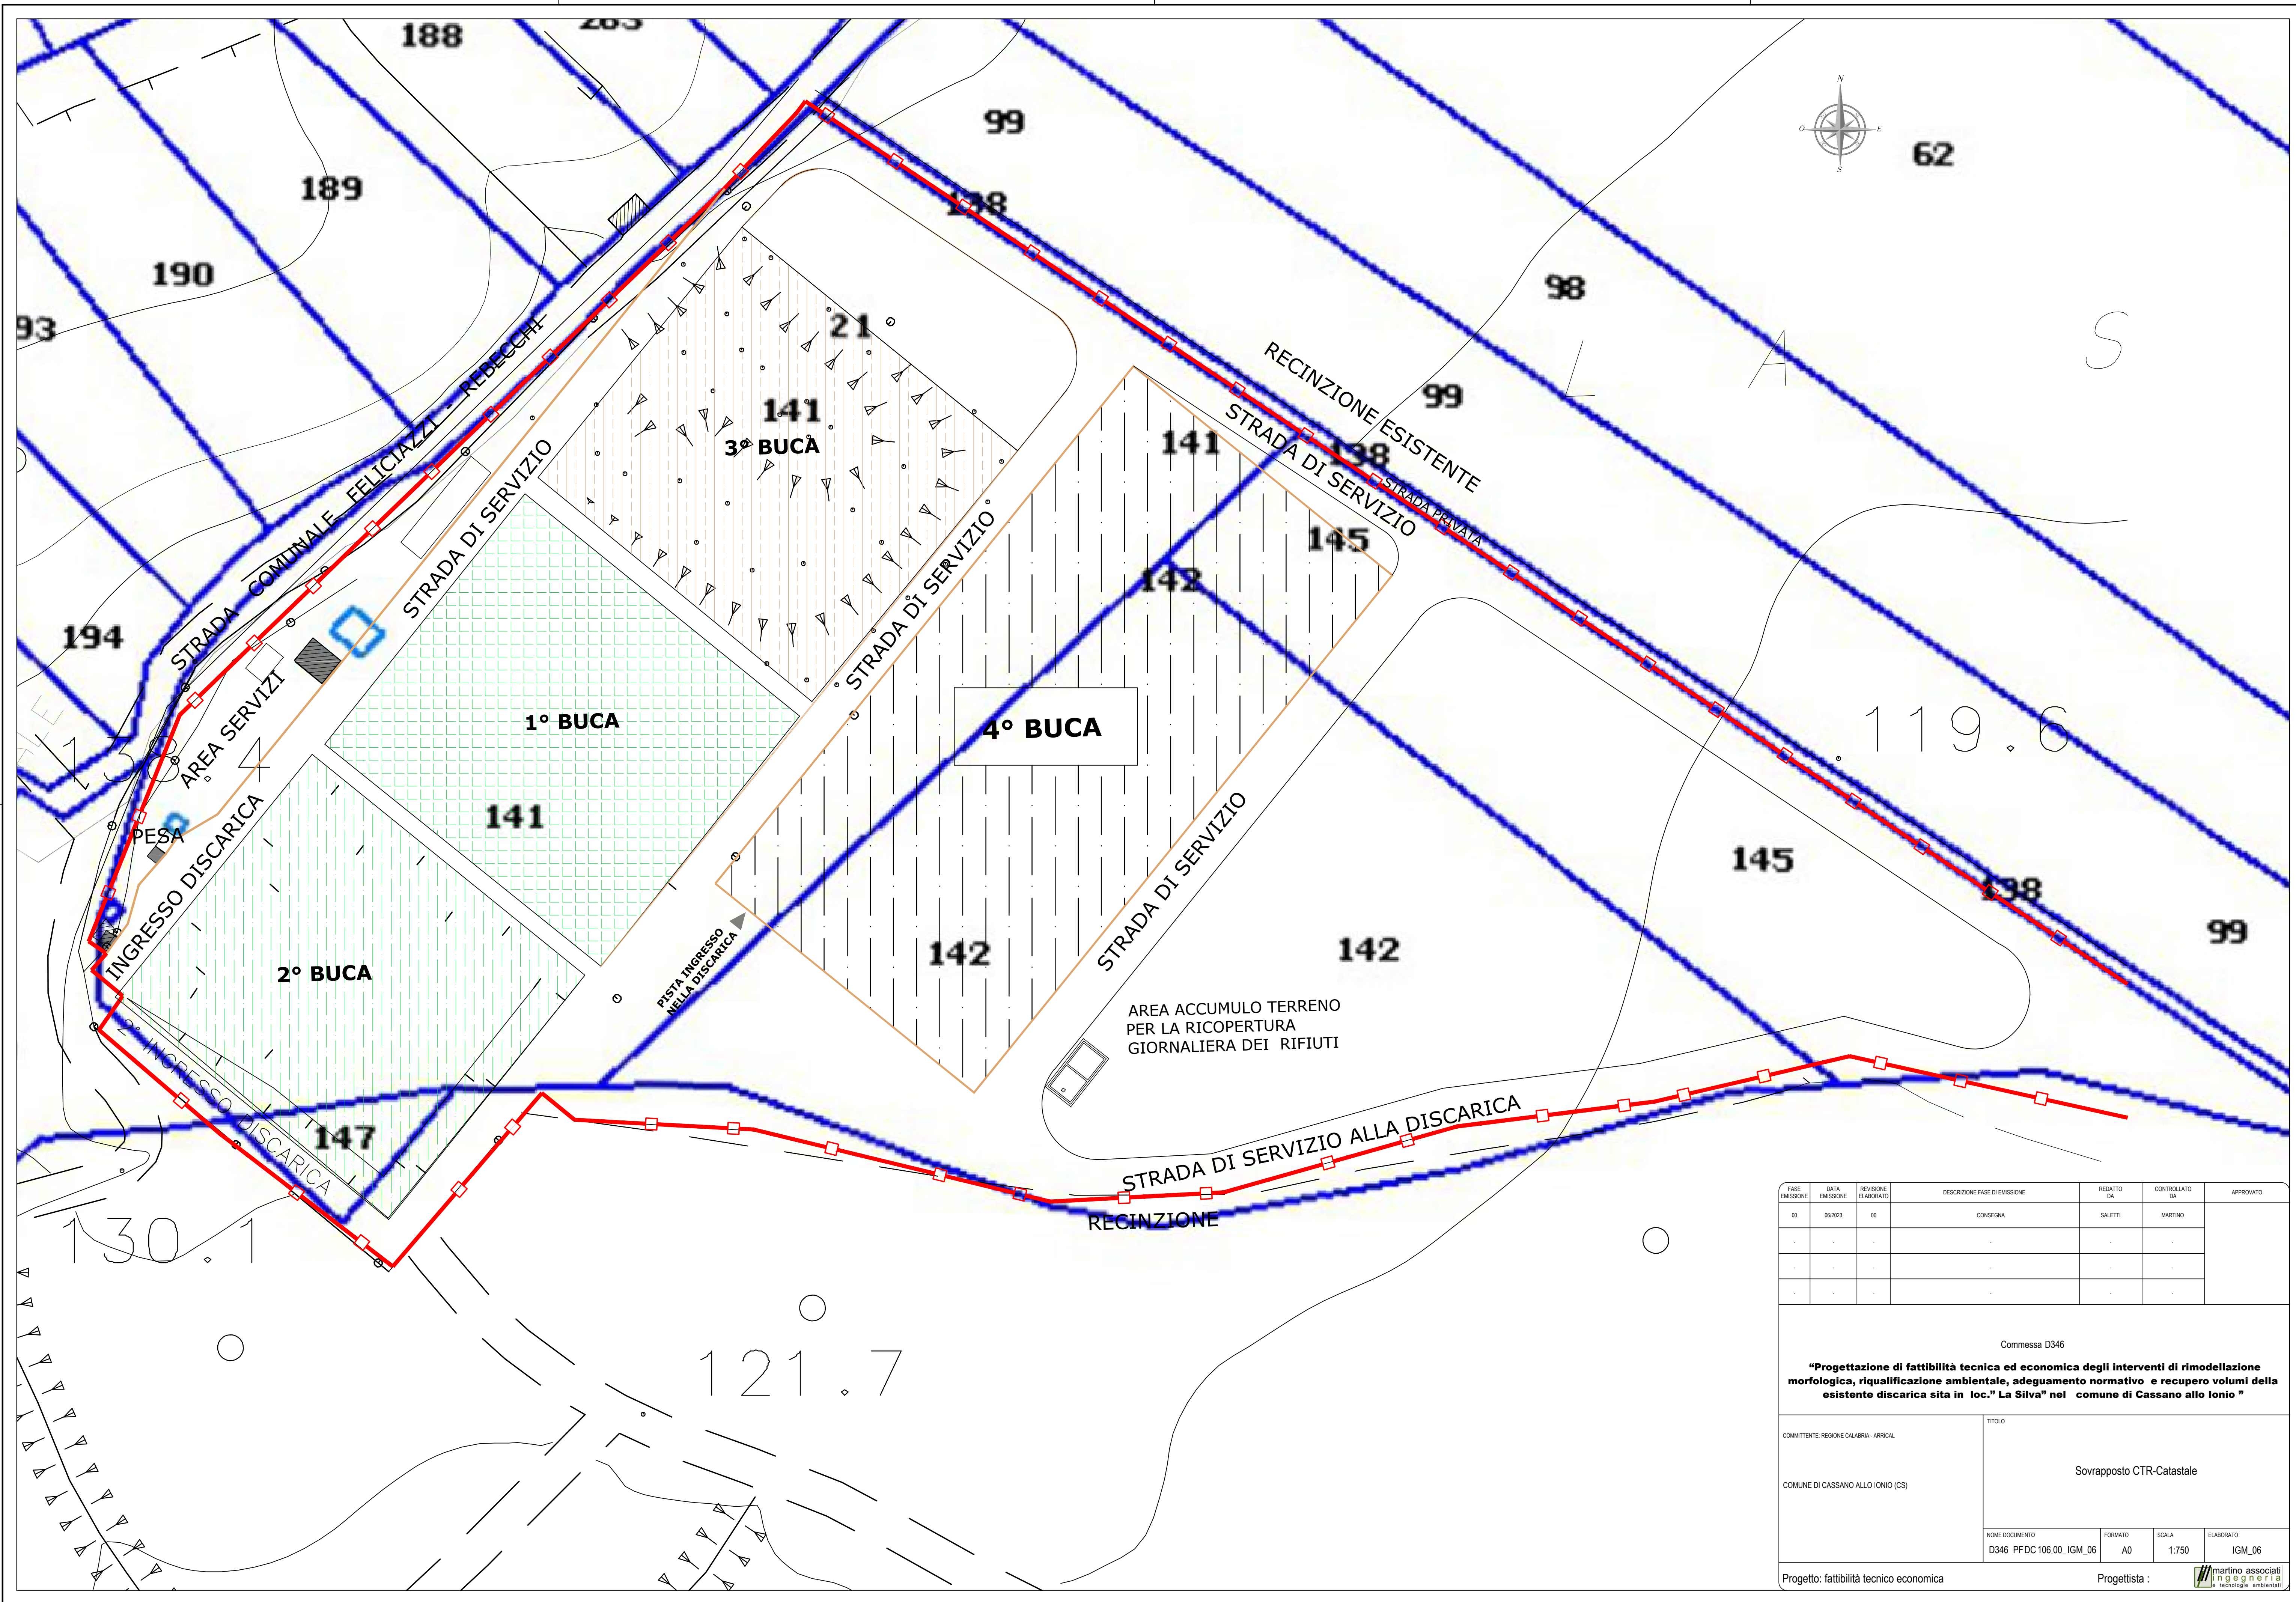 188
189
190
93
194
99
62
98
99
138
21
141
3° BUCA
141
138
145
142
1° BUCA
141
4° BUCA
142
142
145
138
99
2° BUCA
147
N
O
E
S
L A S
RECINZIONE ESISTENTE
STRADA DI SERVIZIO
STRADA PRIVATA
STRADA COMUNALE FELICIAZZI - REBECCHI
STRADA DI SERVIZIO
STRADA DI SERVIZIO
STRADA DI SERVIZIO
AREA SERVIZI
PESA
INGRESSO DISCARICA
2° INGRESSO DISCARICA
PISTA INGRESSO
NELLA DISCARICA
AREA ACCUMULO TERRENO
PER LA RICOPERTURA
GIORNALIERA DEI RIFIUTI
STRADA DI SERVIZIO ALLA DISCARICA
RECINZIONE
119.6
130.1
121.7
FASE EMISSIONE
DATA EMISSIONE
REVISIONE ELABORATO
DESCRIZIONE FASE DI EMISSIONE
REDATTO DA
CONTROLLATO DA
APPROVATO
00 06/2023 00 CONSEGNA SALETTI MARTINO
Commessa D346
“Progettazione di fattibilità tecnica ed economica degli interventi di rimodellazione
morfologica, riqualificazione ambientale, adeguamento normativo e recupero volumi della
esistente discarica sita in loc.” La Silva” nel comune di Cassano allo Ionio ”
COMMITTENTE: REGIONE CALABRIA - ARRICAL
COMUNE DI CASSANO ALLO IONIO (CS)
TITOLO
Sovrapposto CTR-Catastale
NOME DOCUMENTO FORMATO SCALA ELABORATO
D346 PFDC106.00_IGM_06 A0 1:750 IGM_06
Progetto: fattibilità tecnico economica
Progettista :
martino associati
ingegneria
e tecnologie ambientali